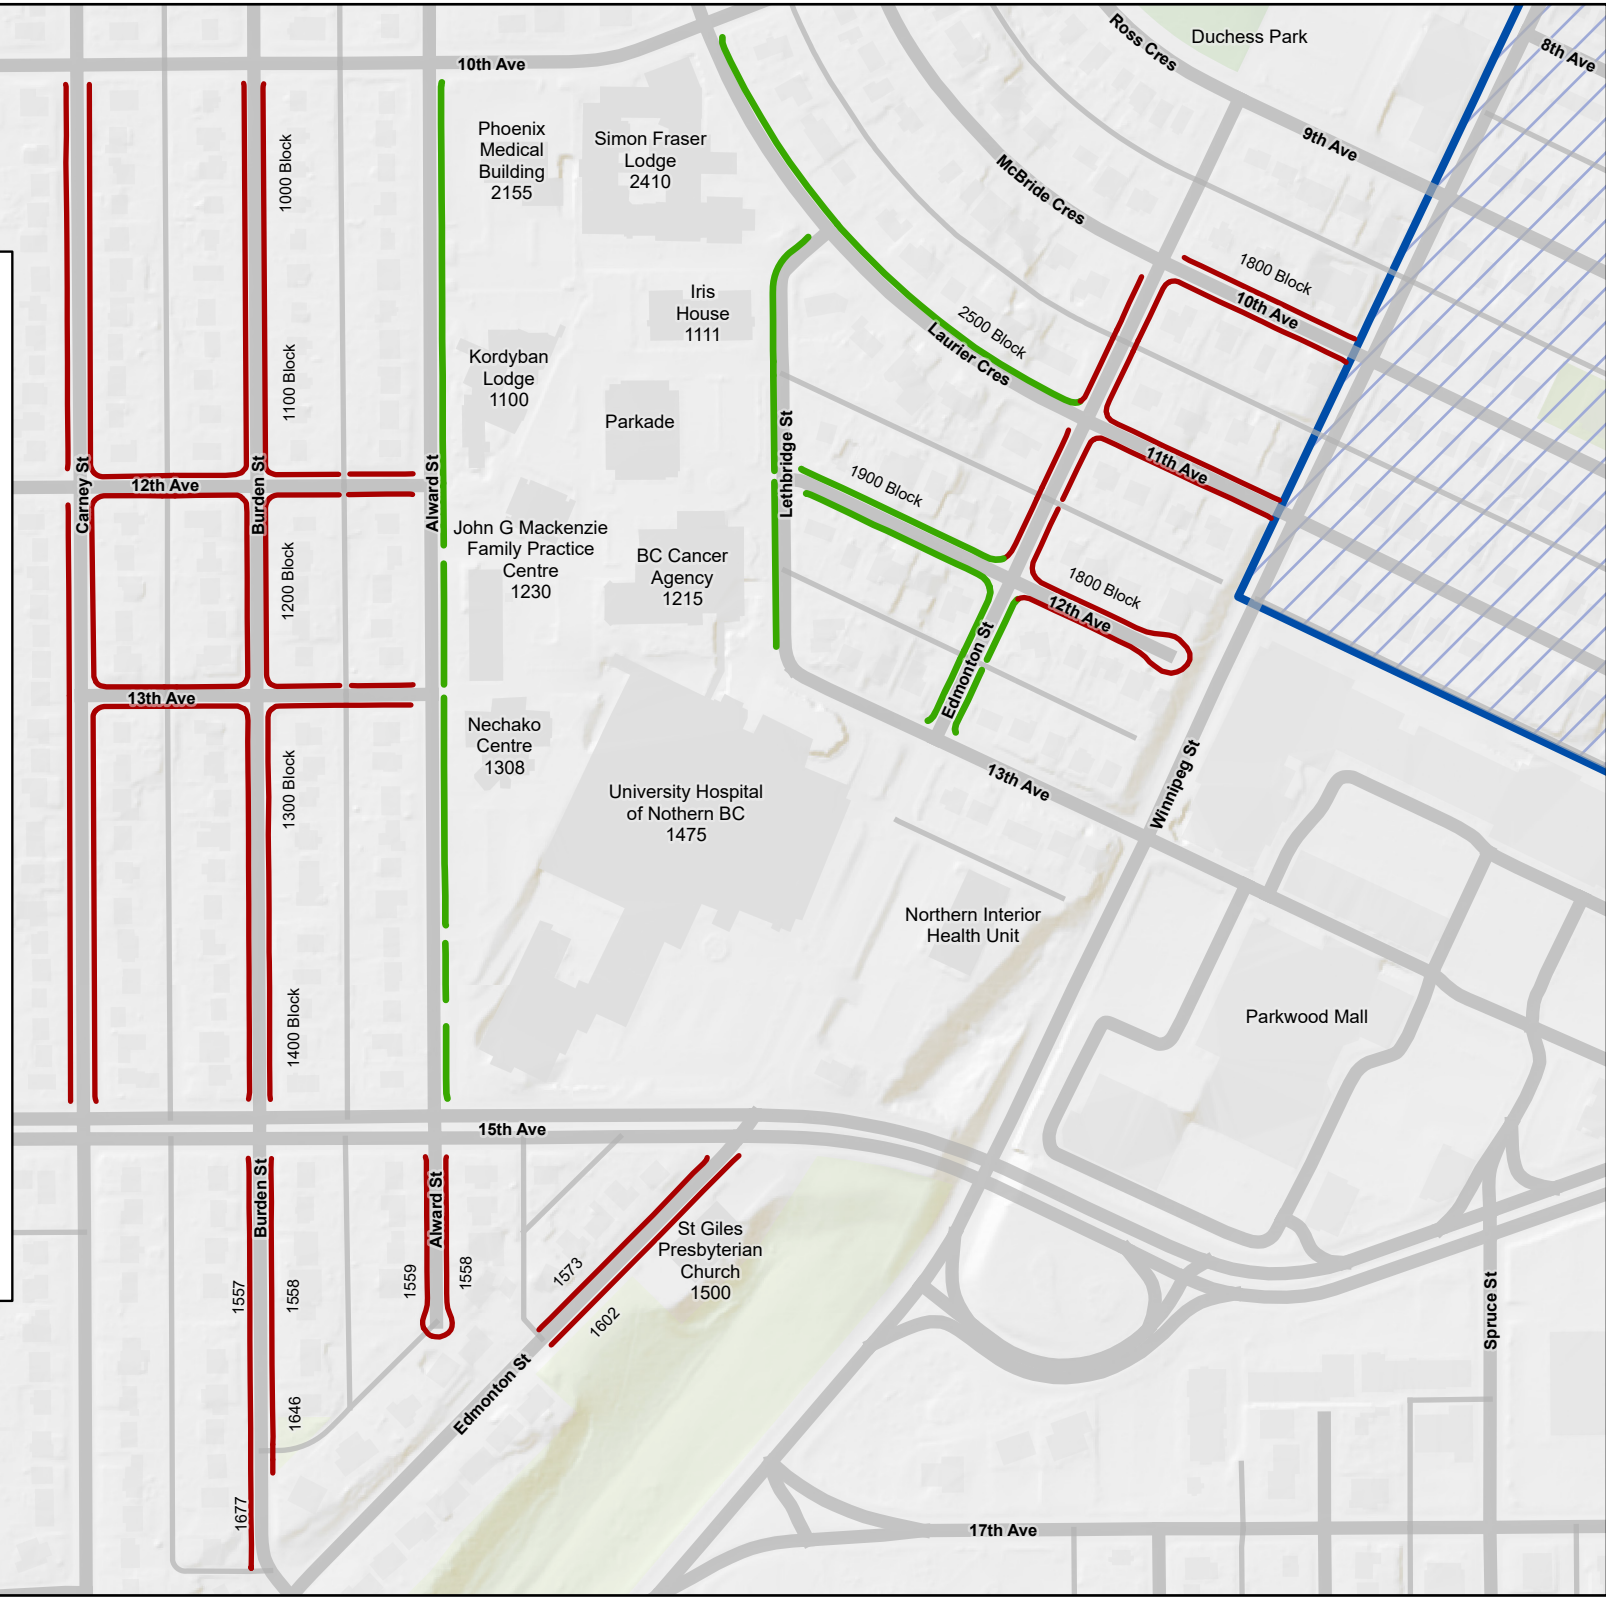 Duchess Park
Ross Cres
8th Ave
10th Ave
Phoenix
Medical
Building
2155
Simon Fraser
Lodge
2410
9th Ave
1000 Block
McBride Cres
1800 Block
10th Ave
Iris
House
1111
2500 Block
Laurier Cres
1100 Block
Kordyban
Lodge
1100
Parkade
Lethbridge St
11th Ave
Carney St
12th Ave
Burden St
Alward St
1900 Block
John G Mackenzie
Family Practice
Centre
1230
BC Cancer
Agency
1215
1200 Block
1800 Block
12th Ave
Edmonton St
13th Ave
Nechako
Centre
1308
1300 Block
University Hospital
of Nothern BC
1475
13th Ave
Winnipeg St
Northern Interior
Health Unit
1400 Block
Parkwood Mall
15th Ave
Burden St
Alward St
St Giles
Presbyterian
Church
1500
1557
1558
1559
1558
1573
1602
Spruce St
1646
Edmonton St
1677
17th Ave